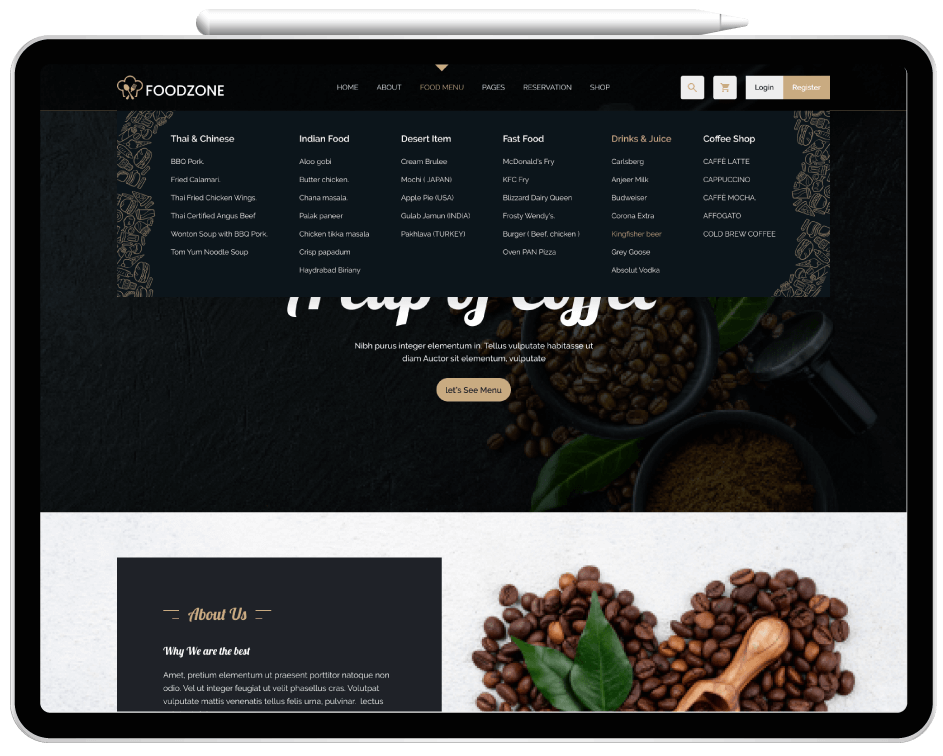 FOODZONE
HOME ABOUT FOOD MENU PAGES RESERVATION SHOP
Login Register
Thai & Chinese
BBQ Pork.
Fried Calamari.
Thai Fried Chicken Wings.
Thai Certified Angus Beef
Wonton Soup with BBQ Pork.
Tom Yum Noodle Soup
Indian Food
Aloo gobi
Butter chicken.
Chana masala.
Palak paneer
Chicken tikka masala
Crisp papadum
Haydrabad Biriany
Desert Item
Cream Brulee
Mochi ( JAPAN)
Apple Pie (USA)
Gulab Jamun (INDIA)
Pakhlava (TURKEY)
Fast Food
McDonald's Fry
KFC Fry
Blizzard Dairy Queen
Frosty Wendy's.
Burger ( Beef, chicken )
Oven PAN Pizza
Drinks & Juice
Carlsberg
Anjeer Milk
Budweiser
Corona Extra
Kingfisher beer
Grey Goose
Absolut Vodka
Coffee Shop
CAFFÈ LATTE
CAPPUCCINO
CAFFÈ MOCHA.
AFFOGATO
COLD BREW COFFEE
A Cup of Coffee
Nibh purus integer elementum in. Tellus vulputate habitasse ut
diam Auctor sit elementum, vulputate
let's See Menu
About Us
Why We are the best
Amet, pretium elementum ut praesent porttitor natoque non
odio. Vel ut integer feugiat ut velit phasellus cras. Volutpat
vulputate mattis venenatis tellus felis urna, pulvinar. lectus